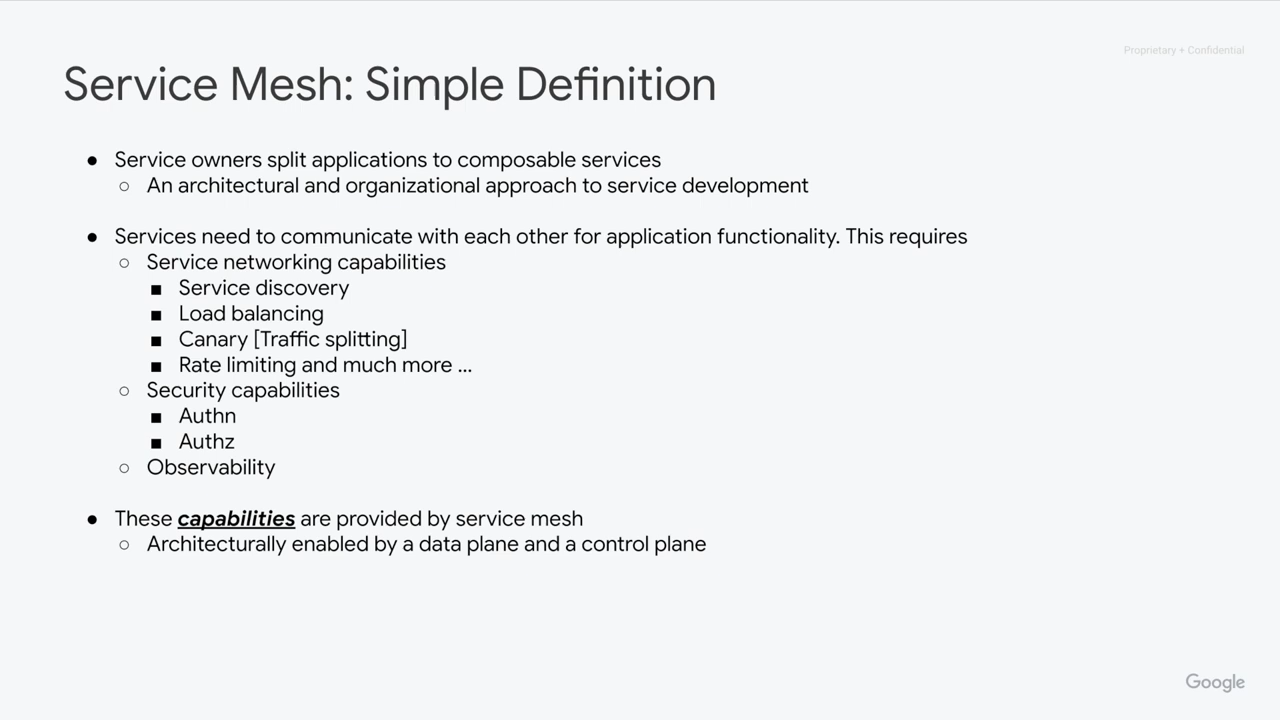 Proprietary + Confidential
Service Mesh: Simple Definition
● Service owners split applications to composable services
○ An architectural and organizational approach to service development
● Services need to communicate with each other for application functionality. This requires
○ Service networking capabilities
■ Service discovery
■ Load balancing
■ Canary [Traffic splitting]
■ Rate limiting and much more ...
○ Security capabilities
■ Authn
■ Authz
○ Observability
● These capabilities are provided by service mesh
○ Architecturally enabled by a data plane and a control plane
Google